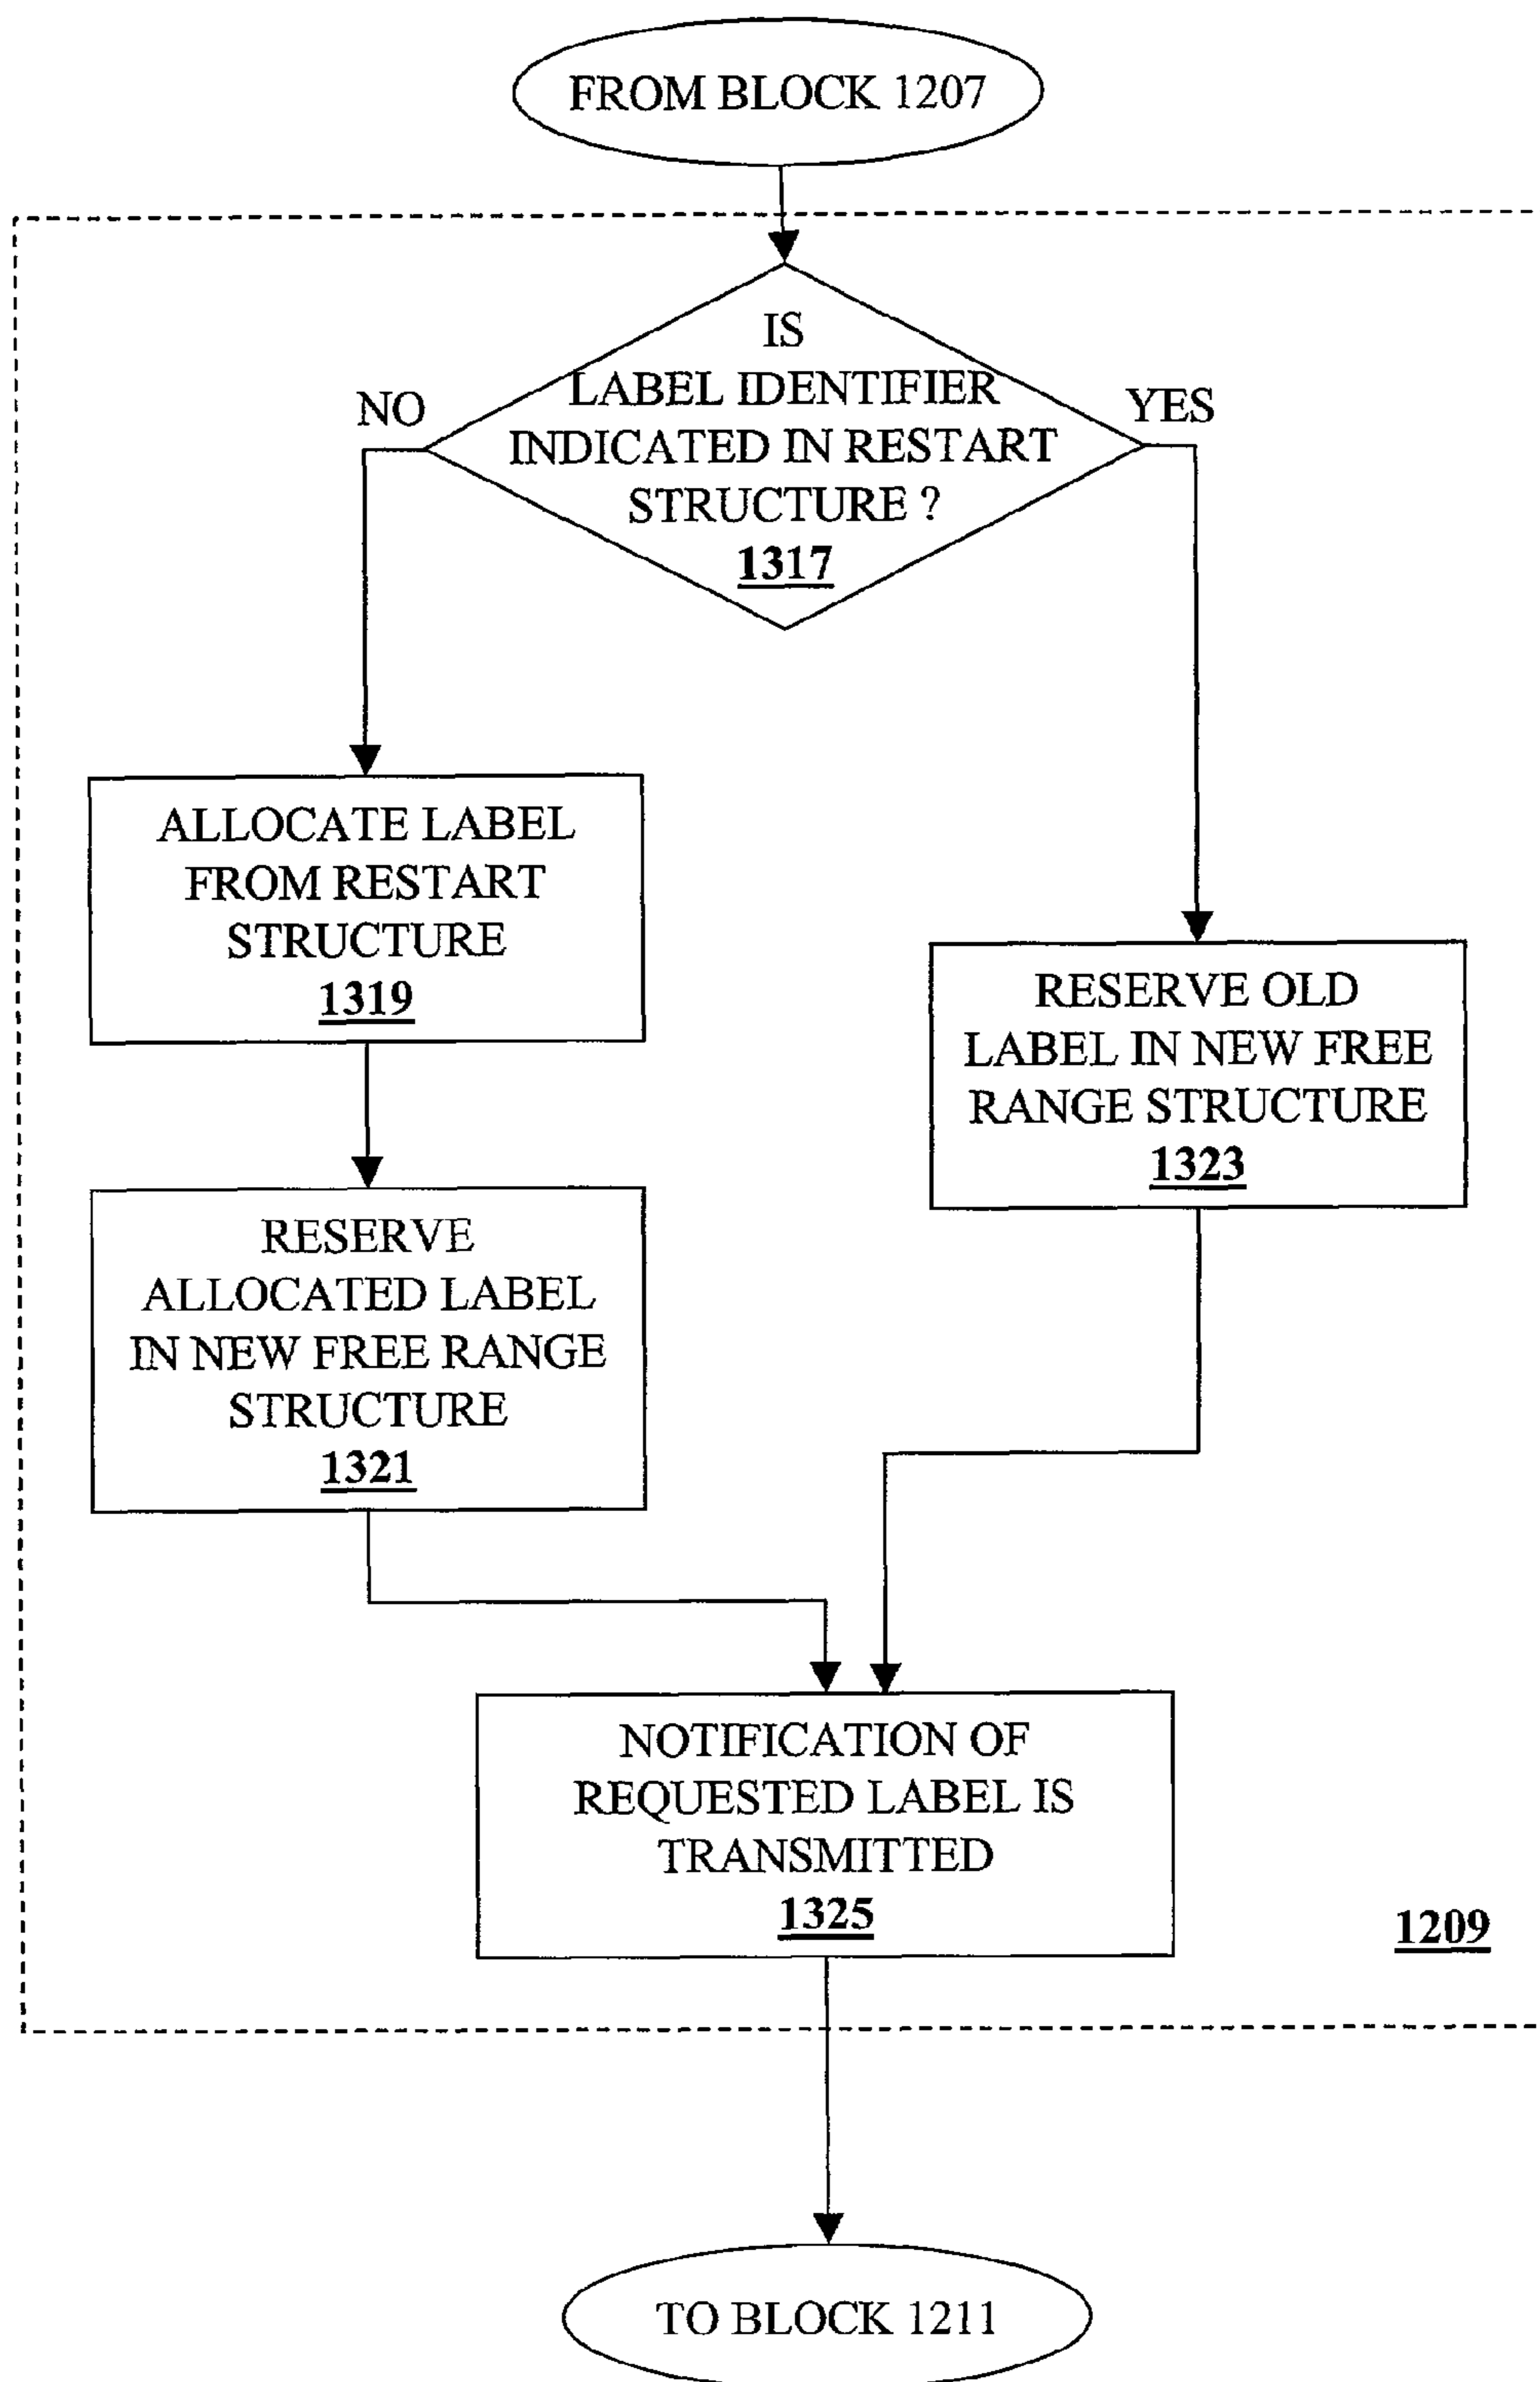 FROM BLOCK 1207
IS
LABEL IDENTIFIER
INDICATED IN RESTART
STRUCTURE ?
1317
NO
YES
ALLOCATE LABEL
FROM RESTART
STRUCTURE
1319
RESERVE OLD
LABEL IN NEW FREE
RANGE STRUCTURE
1323
RESERVE
ALLOCATED LABEL
IN NEW FREE RANGE
STRUCTURE
1321
NOTIFICATION OF
REQUESTED LABEL IS
TRANSMITTED
1325
1209
TO BLOCK 1211